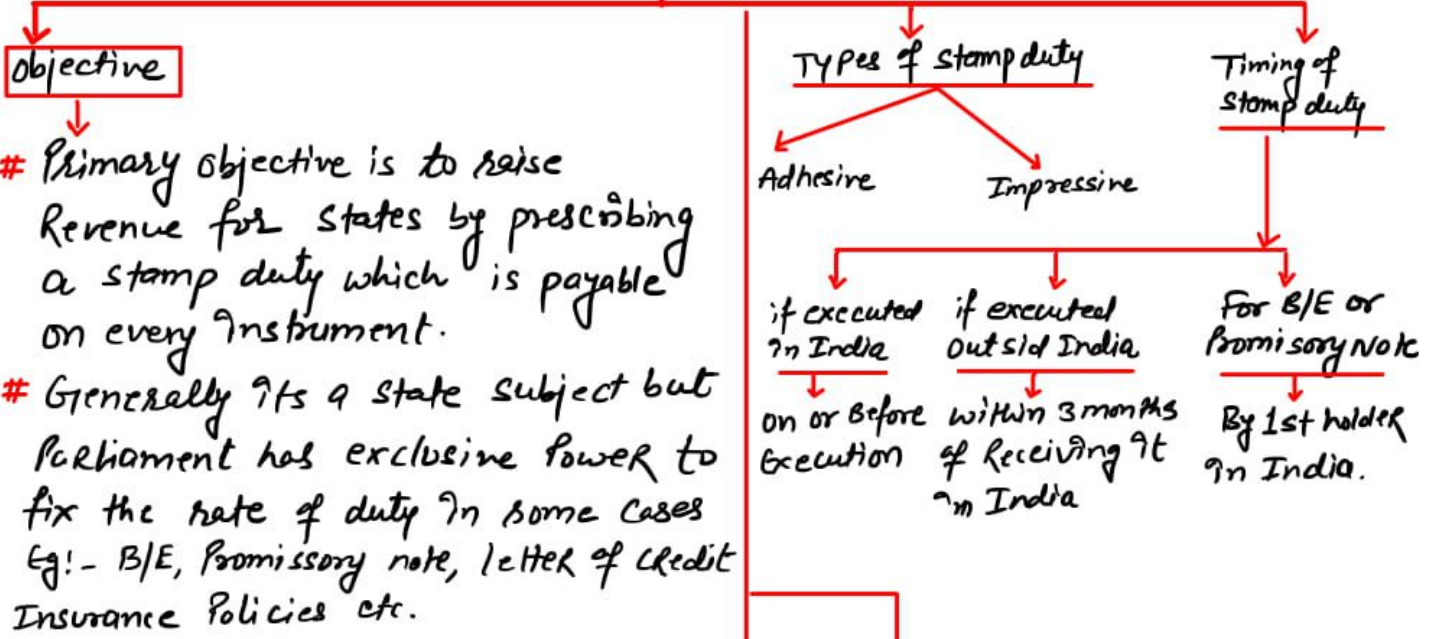 Objective
# Primary objective is to raise
Revenue for States by prescribing
a stamp duty which is payable
on every Instrument.
# Generally its a state subject but
Parliament has exclusive Power to
fix the rate of duty in some cases
Eg:- B/E, Promissory note, letter of credit
Insurance Policies etc.
Types of stamp duty
Adhesive
Impressive
Timing of
Stamp duty
if executed
in India
on or Before
Execution
if executed
outsid India
within 3 months
of Receiving it
in India
For B/E or
Promisory Note
By 1st holder
in India.